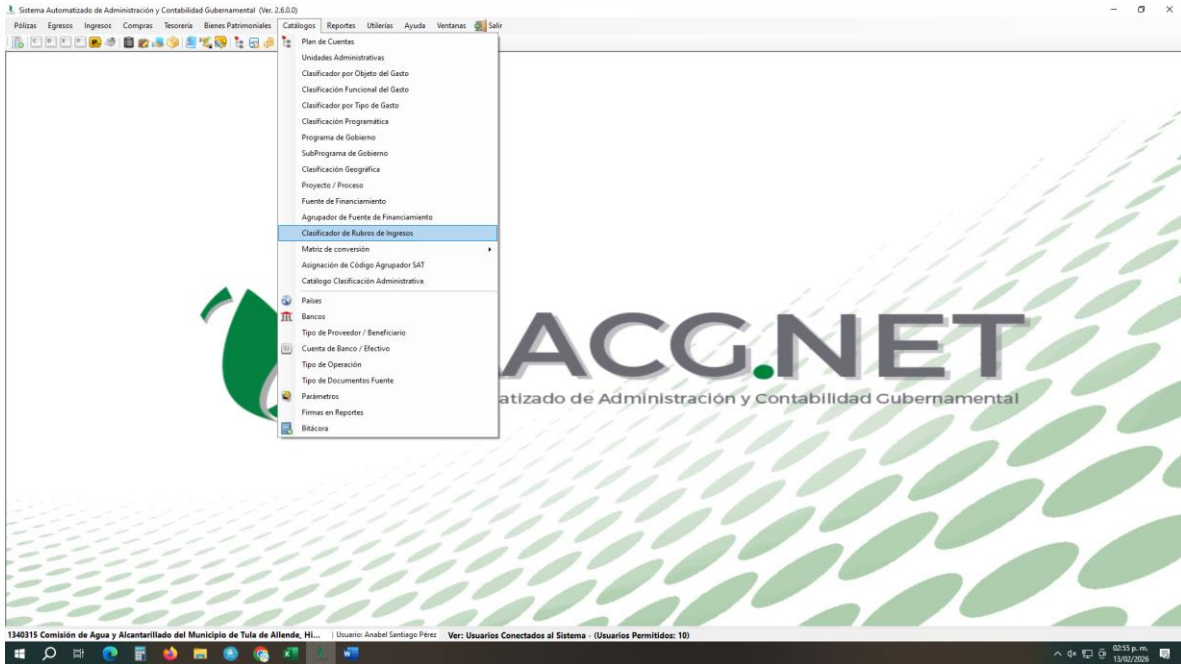 Sistema Automatizado de Administración y Contabilidad Gubernamental (Ver. 2.6.0.0)
Pólizas Egresos Ingresos Compras Tesorería Bienes Patrimoniales Catálogos Reportes Utilerías Ayuda Ventanas Salir
Plan de Cuentas
Unidades Administrativas
Clasificador por Objeto del Gasto
Clasificación Funcional del Gasto
Clasificador por Tipo de Gasto
Clasificación Programática
Programa de Gobierno
SubPrograma de Gobierno
Clasificación Geográfica
Proyecto / Proceso
Fuente de Financiamiento
Agrupador de Fuente de Financiamiento
Clasificador de Rubros de Ingresos
Matriz de conversión
Asignación de Código Agrupador SAT
Catálogo Clasificación Administrativa
Países
Bancos
Tipo de Proveedor / Beneficiario
Cuenta de Banco / Efectivo
Tipo de Operación
Tipo de Documentos Fuente
Parámetros
Firmas en Reportes
Bitácora
ACG.NET
atizado de Administración y Contabilidad Gubernamental
1340315 Comisión de Agua y Alcantarillado del Municipio de Tula de Allende, Hi... Usuario: Anabel Santiago Pérez Ver: Usuarios Conectados al Sistema - (Usuarios Permitidos: 10)
02:55 p. m.
13/02/2026